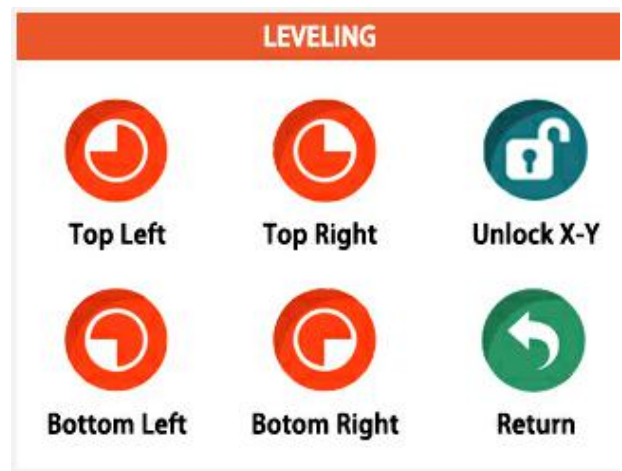 LEVELING
Top Left
Top Right
Unlock X-Y
Bottom Left
Botom Right
Return